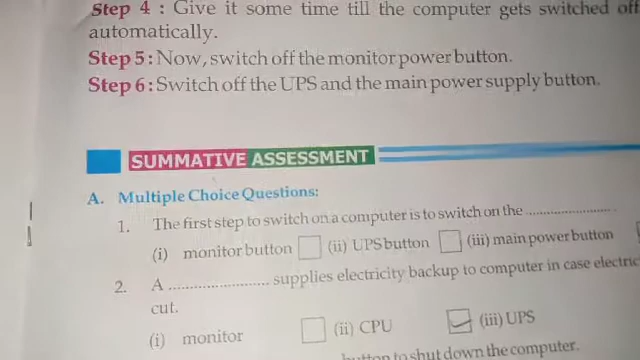 Step 4 : Give it some time till the computer gets switched off
automatically.
Step 5 : Now, switch off the monitor power button.
Step 6 : Switch off the UPS and the main power supply button.
SUMMATIVE ASSESSMENT
A. Multiple Choice Questions:
1. The first step to switch on a computer is to switch on the .......................
(i) monitor button (ii) UPS button (iii) main power button
2. A ........................ supplies electricity backup to computer in case electric
cut.
(i) monitor (ii) CPU (iii) UPS
button to shut down the computer.